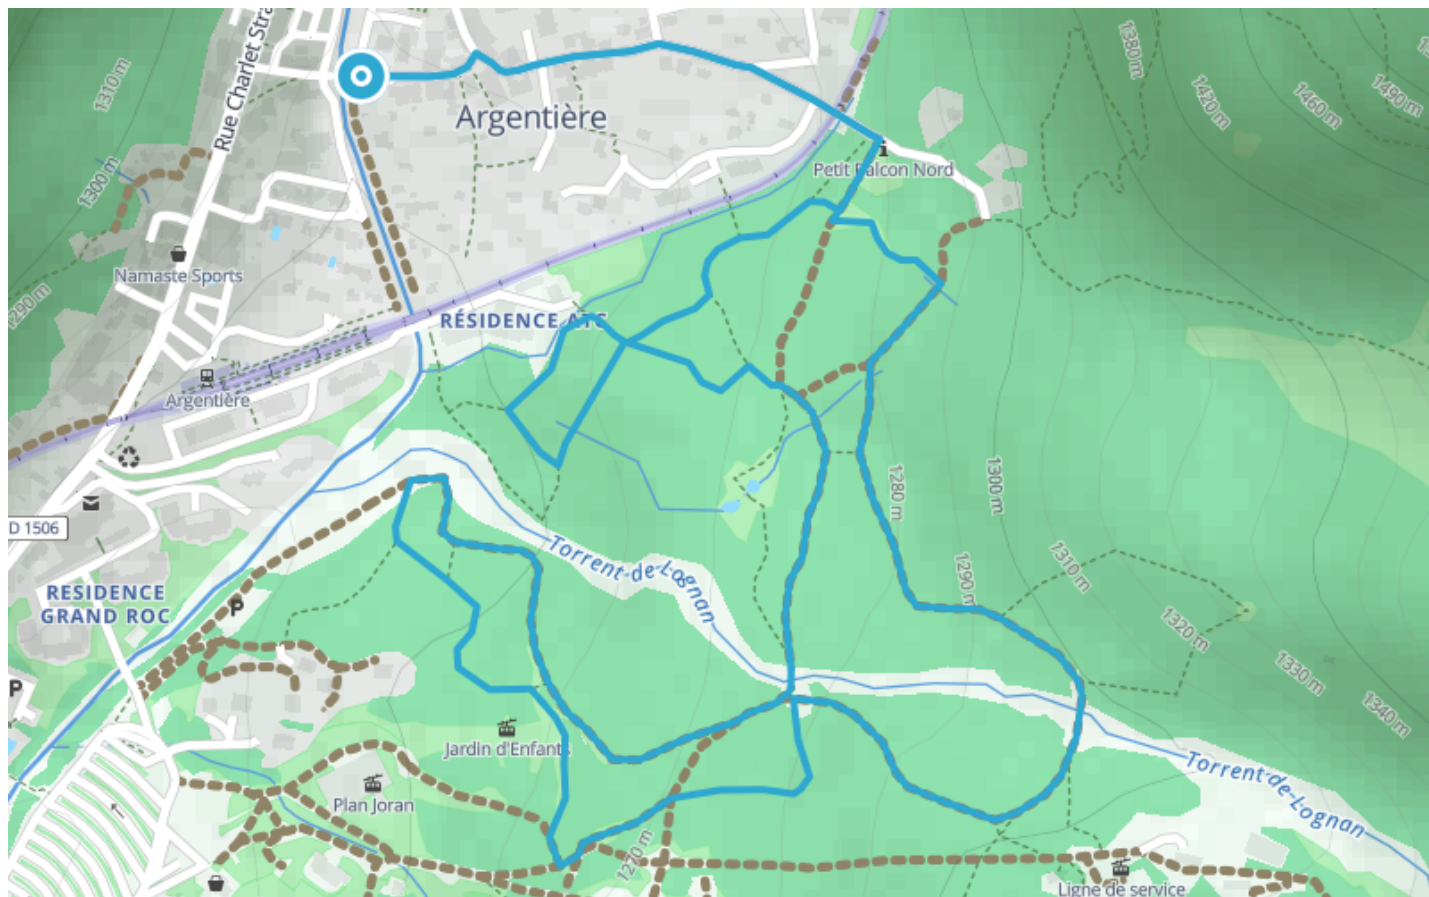 1310 m
Rue Charlet Stra
Argentière
1380 m
1420 m
1460 m
1490 m
1300 m
Petit Balcon Nord
Namaste Sports
1290 m
RÉSIDENCE ATC
Argentière
D 1506
1280 m
1300 m
Torrent-de-Lognan
1290 m
1310 m
RESIDENCE
GRAND ROC
P
1320 m
1330 m
P
1340 m
Jardin d'Enfants
Torrent-de-Lognan
Plan Joran
1270 m
Ligne de service